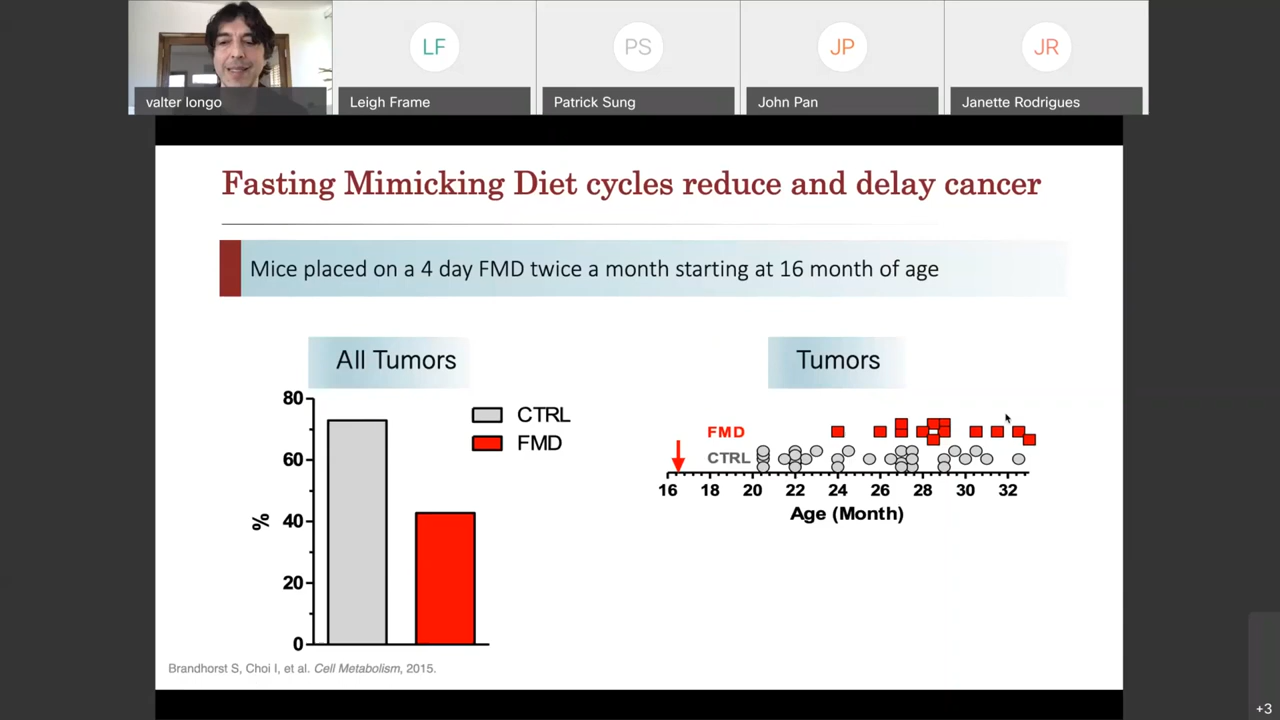 LF
PS
JP
JR
valter longo
Leigh Frame
Patrick Sung
John Pan
Janette Rodrigues
Fasting Mimicking Diet cycles reduce and delay cancer
Mice placed on a 4 day FMD twice a month starting at 16 month of age
All Tumors
80
60
40
20
0
%
CTRL
FMD
Tumors
FMD
CTRL
16 18 20 22 24 26 28 30 32
Age (Month)
Brandhorst S, Choi I, et al. Cell Metabolism, 2015.
+3